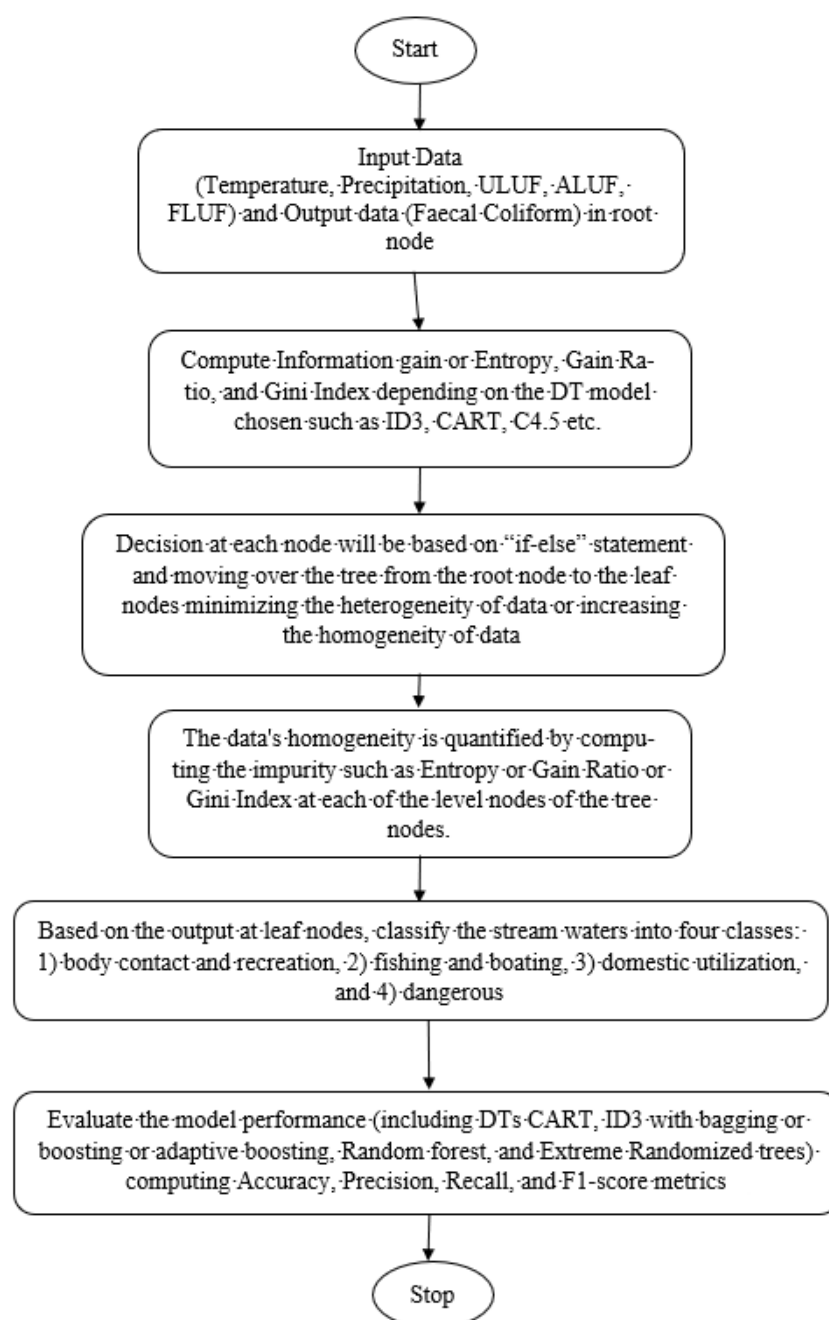 Start
Input Data
(Temperature, Precipitation, ULUF, ALUF,
FLUF) and Output data (Faecal Coliform) in root
node
Compute Information gain or Entropy, Gain Ra-
tio, and Gini Index depending on the DT model
chosen such as ID3, CART, C4.5 etc.
Decision at each node will be based on “if-else” statement
and moving over the tree from the root node to the leaf
nodes minimizing the heterogeneity of data or increasing
the homogeneity of data
The data's homogeneity is quantified by compu-
ting the impurity such as Entropy or Gain Ratio or
Gini Index at each of the level nodes of the tree
nodes.
Based on the output at leaf nodes, classify the stream waters into four classes:
1) body contact and recreation, 2) fishing and boating, 3) domestic utilization,
and 4) dangerous
Evaluate the model performance (including DTs CART, ID3 with bagging or
boosting or adaptive boosting, Random forest, and Extreme Randomized trees)
computing Accuracy, Precision, Recall, and F1-score metrics
Stop